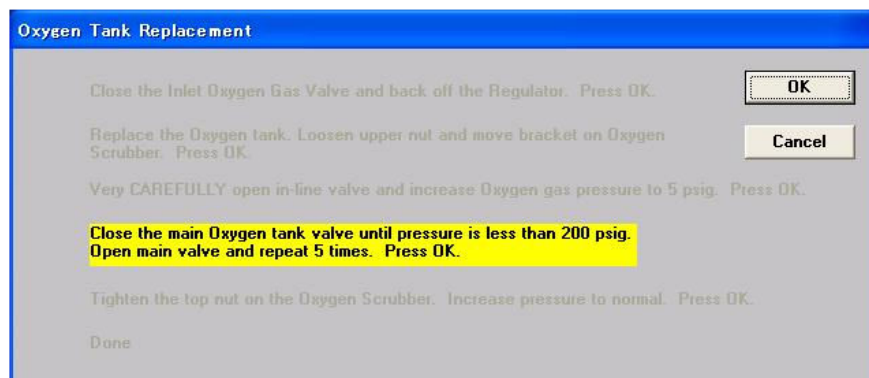 Oxygen Tank Replacement
Close the Inlet Oxygen Gas Valve and back off the Regulator. Press OK.
OK
Replace the Oxygen tank. Loosen upper nut and move bracket on Oxygen
Scrubber. Press OK.
Cancel
Very CAREFULLY open in-line valve and increase Oxygen gas pressure to 5 psig. Press OK.
Close the main Oxygen tank valve until pressure is less than 200 psig.
Open main valve and repeat 5 times. Press OK.
Tighten the top nut on the Oxygen Scrubber. Increase pressure to normal. Press OK.
Done